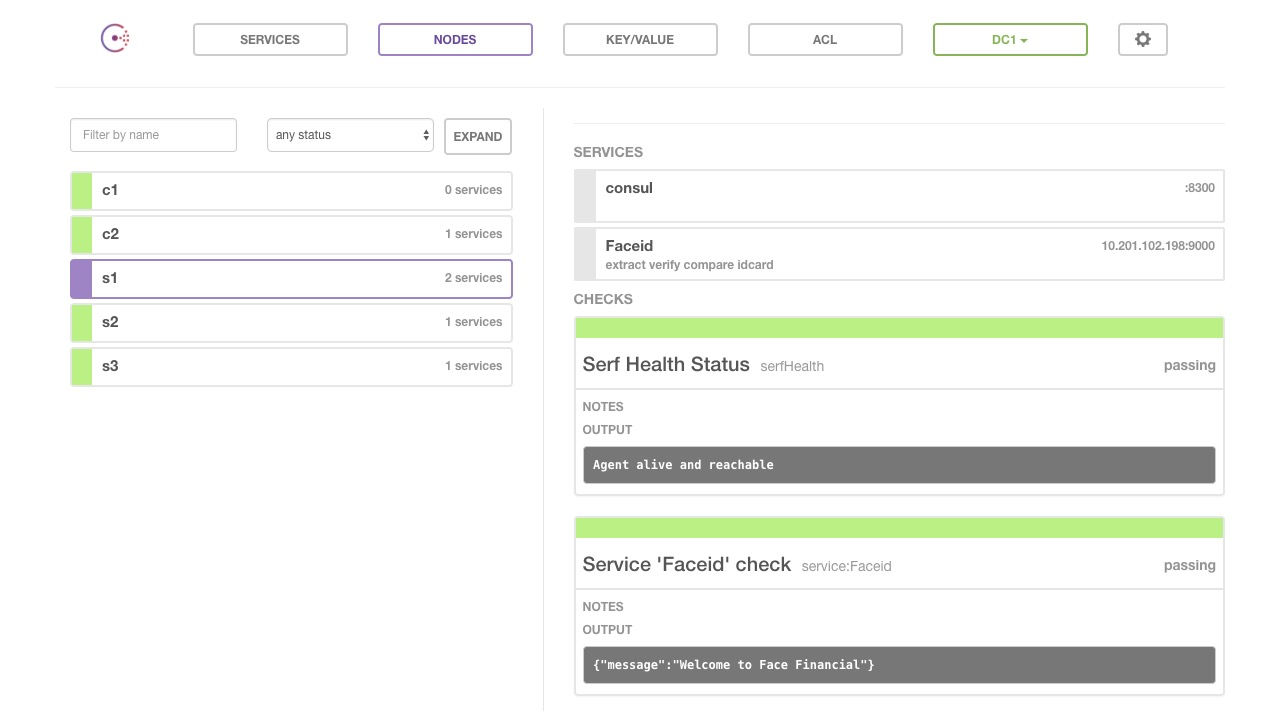 SERVICES
NODES
KEY/VALUE
ACL
DC1
Filter by name
any status
EXPAND
c1 0 services
c2 1 services
s1 2 services
s2 1 services
s3 1 services
SERVICES
consul :8300
Faceid 10.201.102.198:9000
extract verify compare idcard
CHECKS
Serf Health Status serfHealth passing
NOTES
OUTPUT
Agent alive and reachable
Service 'Faceid' check service:Faceid passing
NOTES
OUTPUT
{"message":"Welcome to Face Financial"}